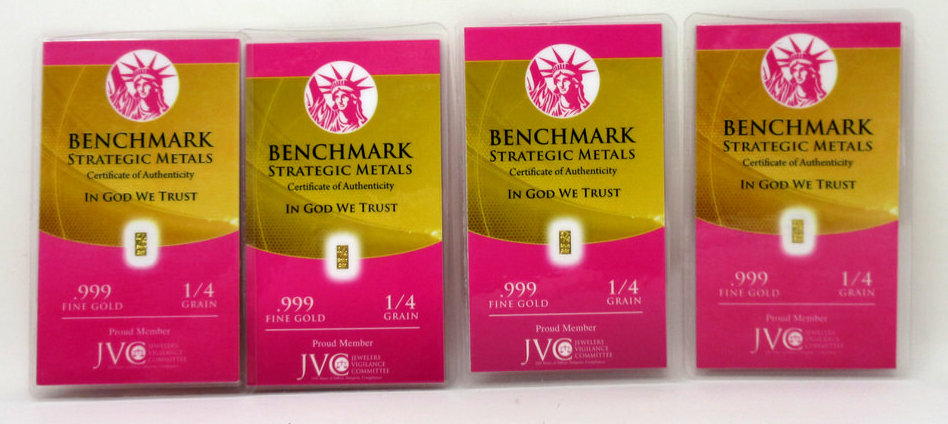 BENCHMARK
STRATEGIC METALS
Certificate of Authenticity
IN GOD WE TRUST
.999
FINE GOLD
1/4
GRAIN
Proud Member
JVC
JEWELERS
VIGILANCE
COMMITTEE
BENCHMARK
STRATEGIC METALS
Certificate of Authenticity
IN GOD WE TRUST
.999
FINE GOLD
1/4
GRAIN
Proud Member
JVC
JEWELERS
VIGILANCE
COMMITTEE
BENCHMARK
STRATEGIC METALS
Certificate of Authenticity
IN GOD WE TRUST
.999
FINE GOLD
1/4
GRAIN
Proud Member
JVC
JEWELERS
VIGILANCE
COMMITTEE
BENCHMARK
STRATEGIC METALS
Certificate of Authenticity
IN GOD WE TRUST
.999
FINE GOLD
1/4
GRAIN
Proud Member
JVC
JEWELERS
VIGILANCE
COMMITTEE